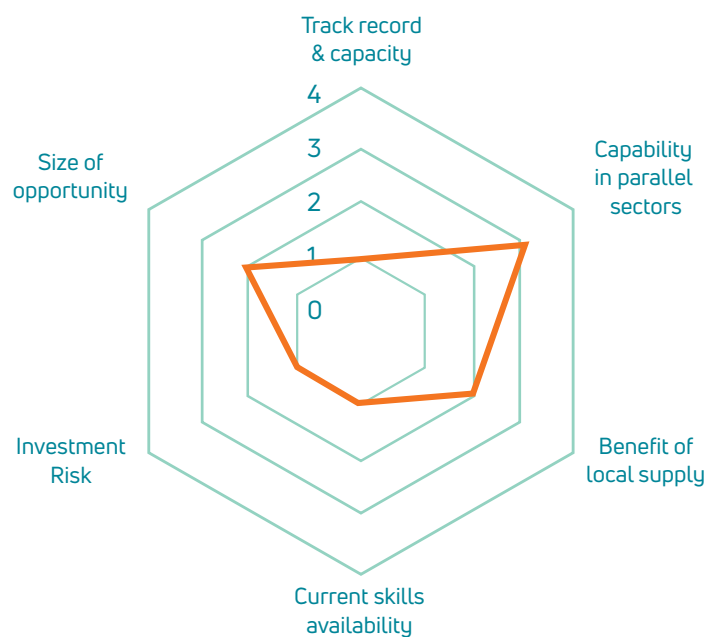 Track record
& capacity
4
3
2
1
0
Size of
opportunity
Capability
in parallel
sectors
Investment
Risk
Benefit of
local supply
Current skills
availability